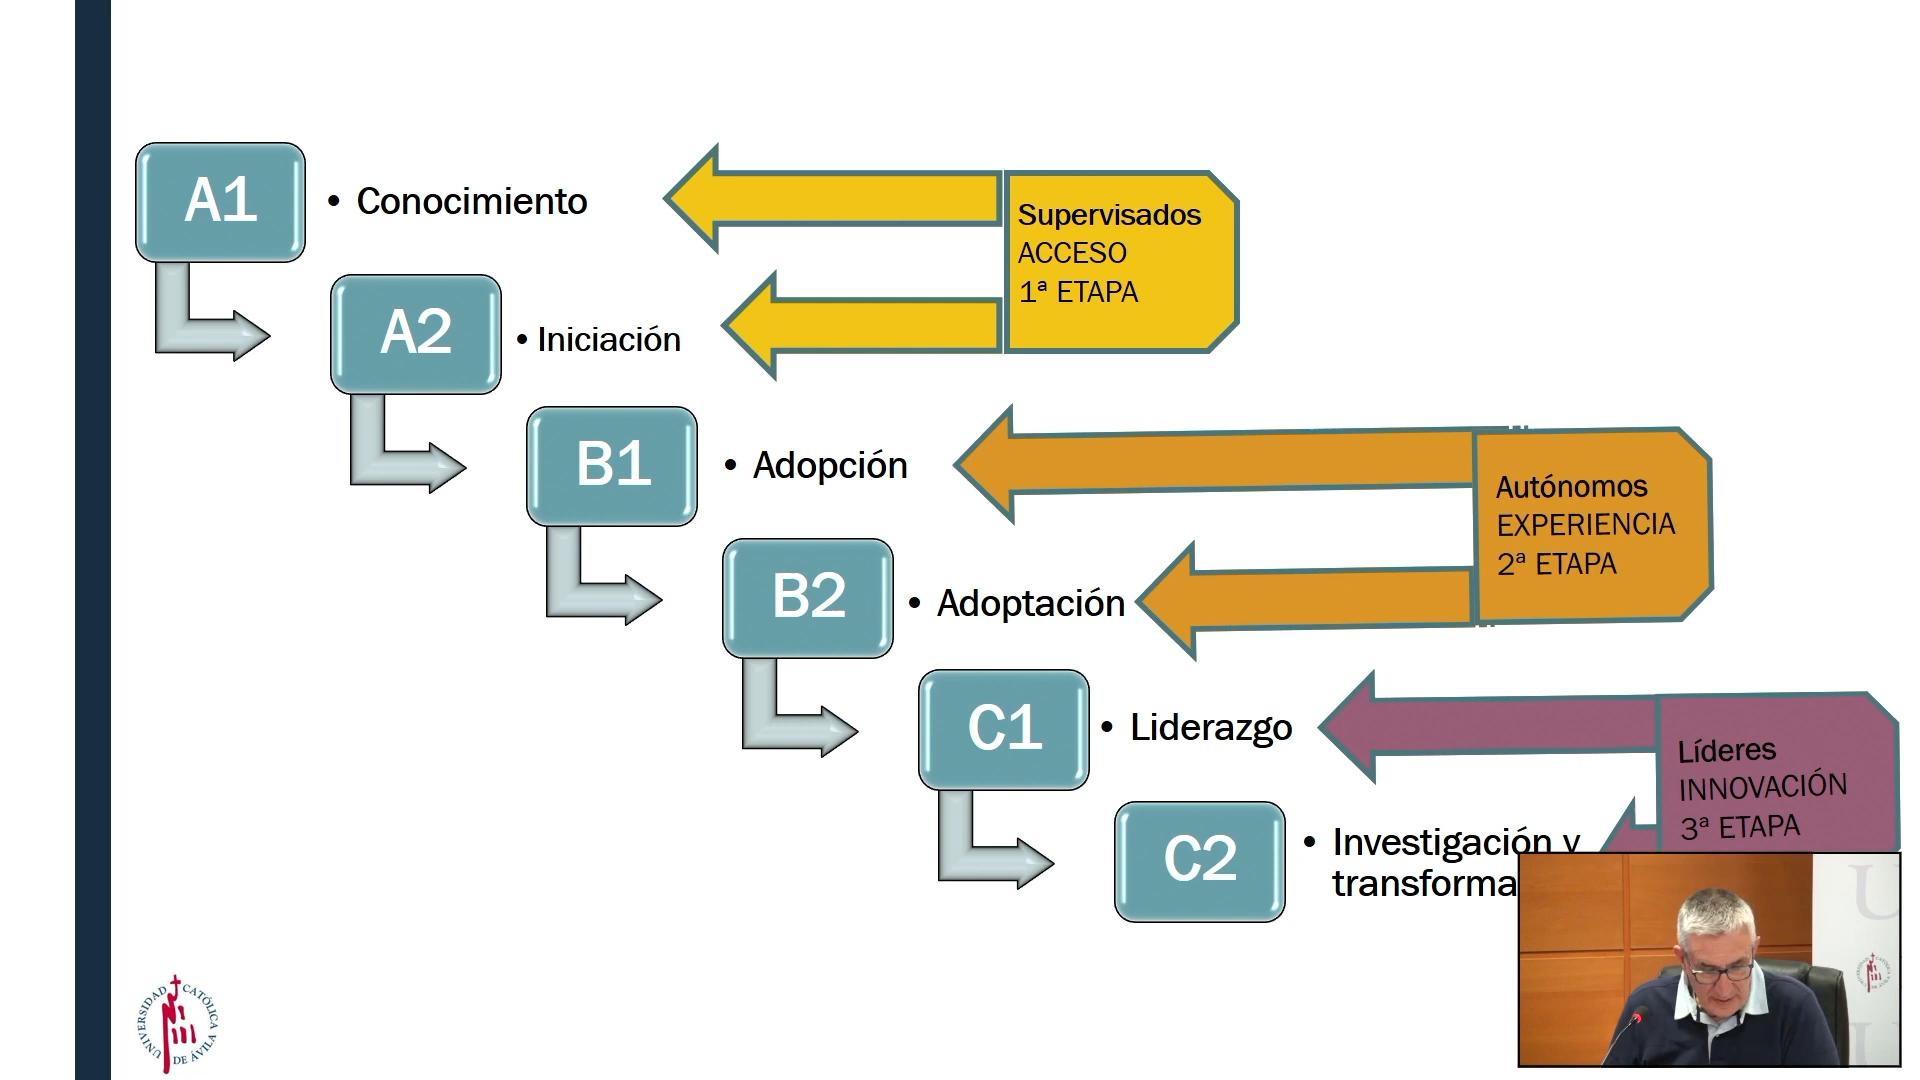 A1
• Conocimiento
Supervisados
ACCESO
1ª ETAPA
A2
• Iniciación
B1
• Adopción
Autónomos
EXPERIENCIA
2ª ETAPA
B2
• Adoptación
C1
• Liderazgo
Líderes
INNOVACIÓN
3ª ETAPA
C2
• Investigación y
transforma
UNIVERSIDAD CATÓLICA DE ÁVILA